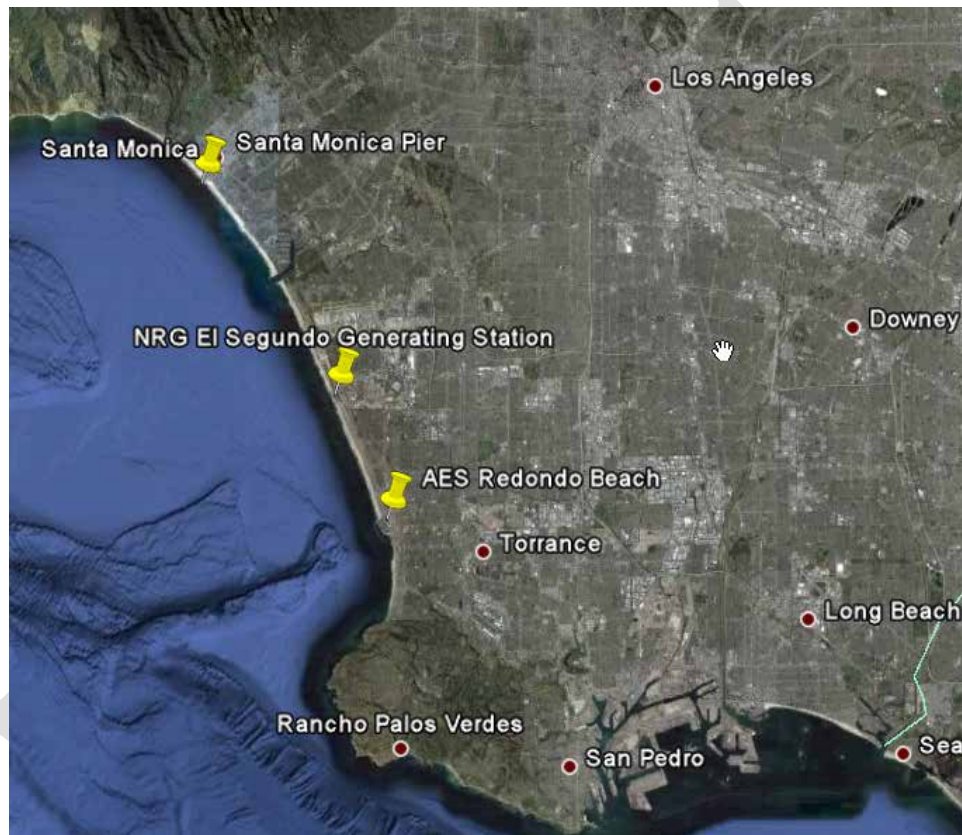 Los Angeles
Santa Monica
Santa Monica Pier
Downey
NRG El Segundo Generating Station
AES Redondo Beach
Torrance
Long Beach
Rancho Palos Verdes
San Pedro
Sea